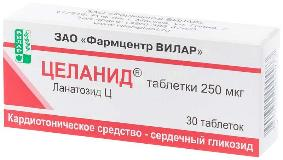 ЗАО «Фармцентр ВИЛАР»
ЦЕЛАНИД®
таблетки 250 мкг
Ланатозид Ц
30 таблеток
Кардиотоническое средство - сердечный гликозид